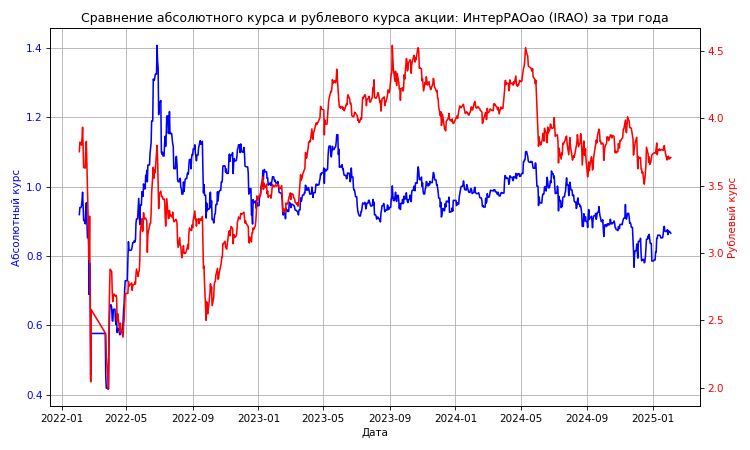 Сравнение абсолютного курса и рублевого курса акции: ИнтерРАОао (IRAO) за три года
1.4
1.2
1.0
0.8
0.6
0.4
Абсолютный курс
4.5
4.0
3.5
3.0
2.5
2.0
Рублевый курс
2022-01 2022-05 2022-09 2023-01 2023-05 2023-09 2024-01 2024-05 2024-09 2025-01
Дата